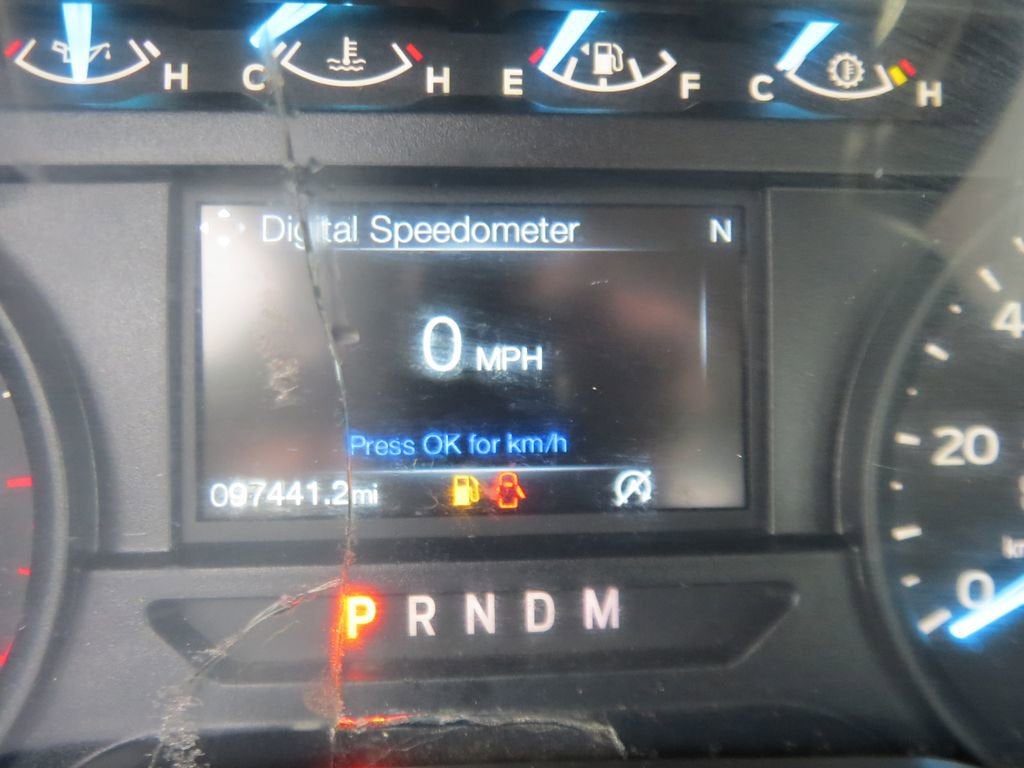 H C H E F C H
Digital Speedometer N
0 MPH
Press OK for km/h
097441.2mi
P R N D M
20
0